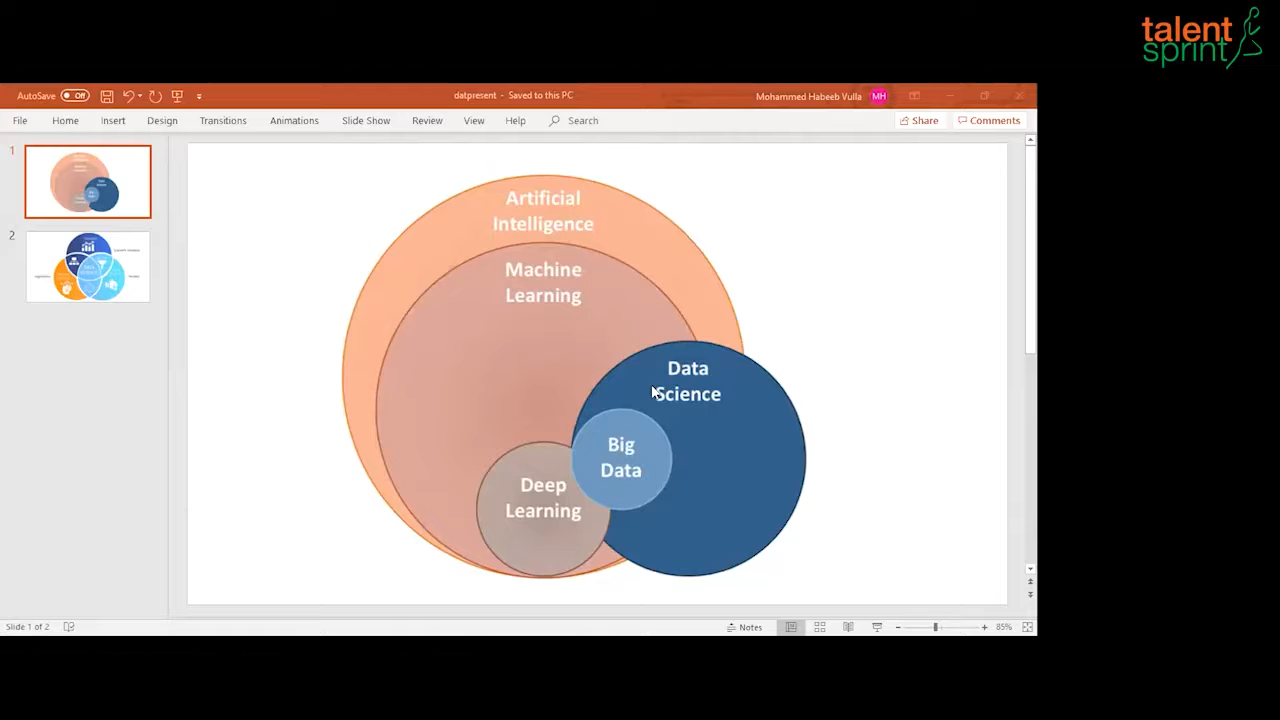 talent
sprint
AutoSave Off
datpresent - Saved to this PC
Mohammed Habeeb Vulla MH
File Home Insert Design Transitions Animations Slide Show Review View Help Search
Share Comments
1
2
Artificial
Intelligence
Machine
Learning
Data
Science
Big
Data
Deep
Learning
Slide 1 of 2
Notes
85%